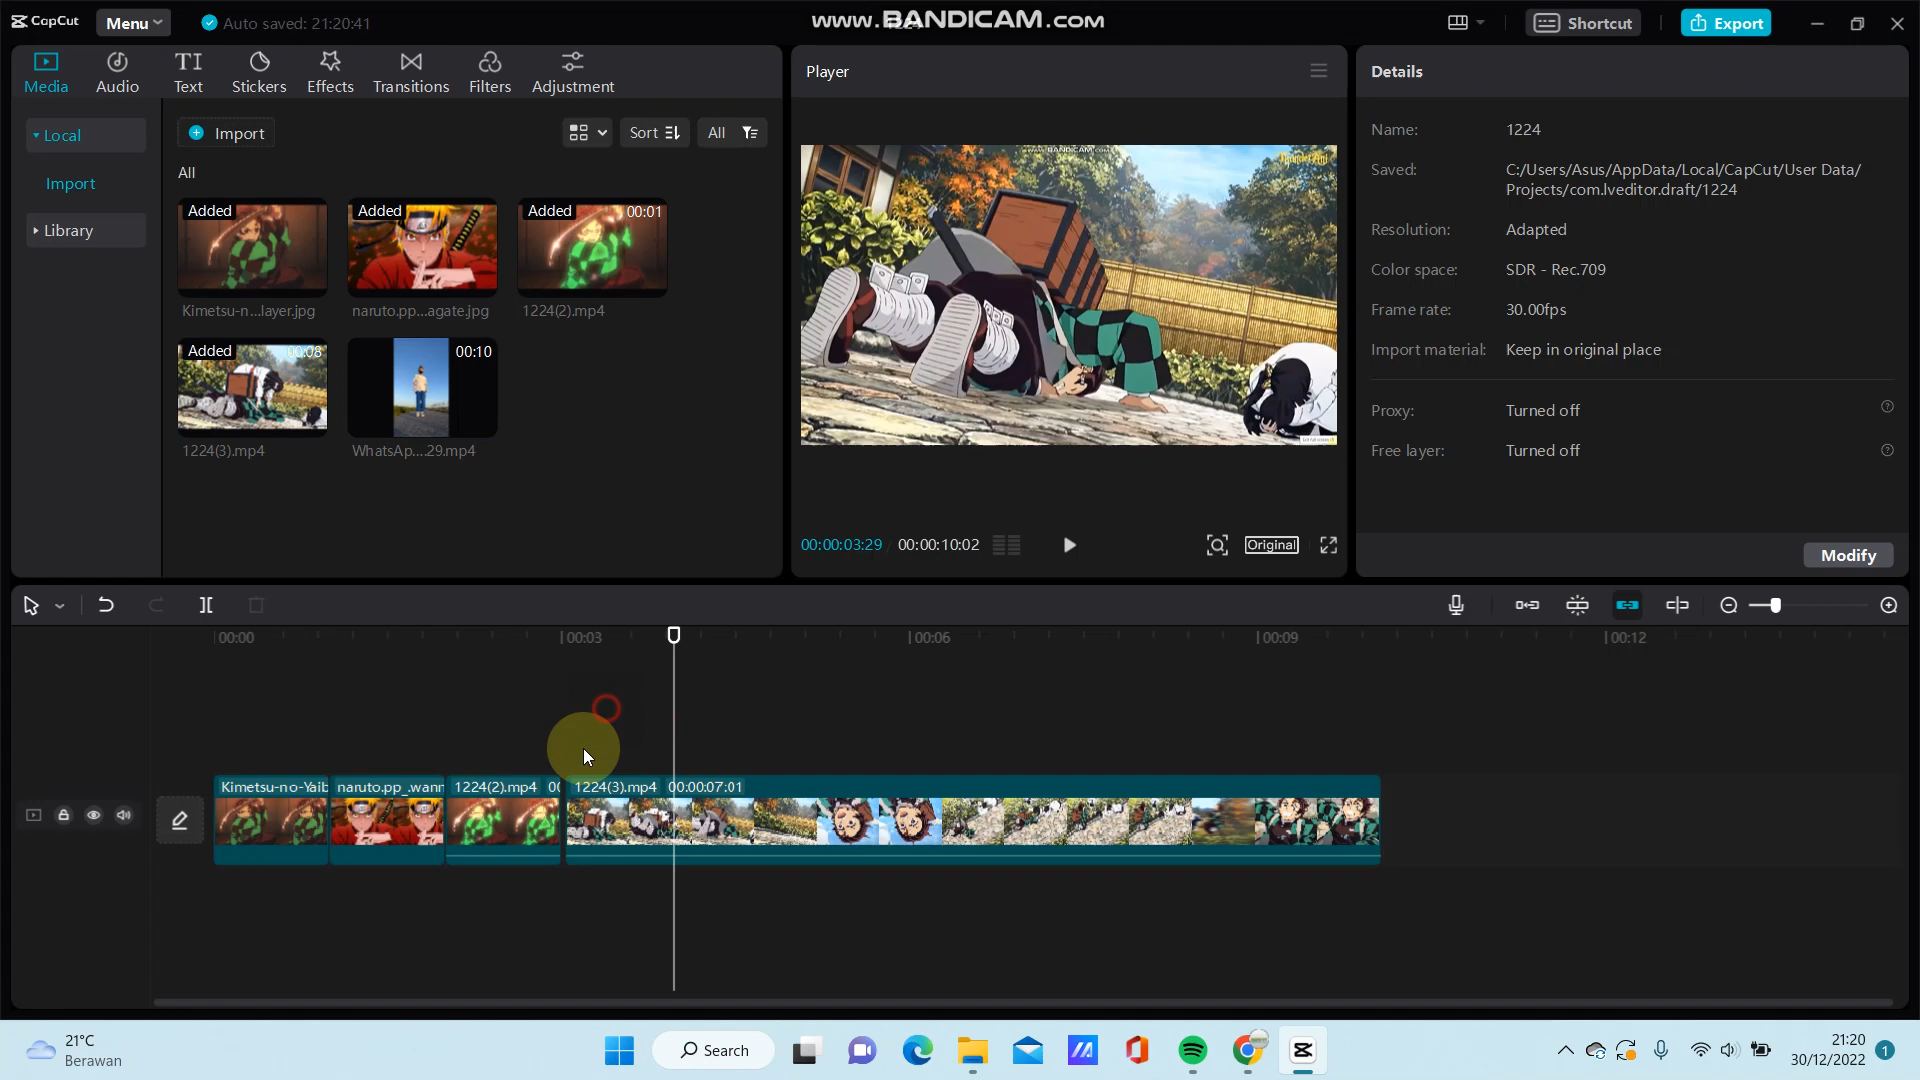 CapCut
Menu
Auto saved: 21:20:41
www.BANDICAM.com
Shortcut
Export
Media
Audio
Text
Stickers
Effects
Transitions
Filters
Adjustment
Player
Details
Local
Import
Library
Import
Sort
All
All
Added
Added
Added 00:01
Kimetsu-n...layer.jpg
naruto.pp...agate.jpg
1224(2).mp4
Added 00:08
00:10
1224(3).mp4
WhatsAp....29.mp4
www.BANDICAM.com
00:00:03:29 / 00:00:10:02
Original
Name: 1224
Saved: C:/Users/Asus/AppData/Local/CapCut/User Data/
Projects/com.lveditor.draft/1224
Resolution: Adapted
Color space: SDR - Rec.709
Frame rate: 30.00fps
Import material: Keep in original place
Proxy: Turned off
Free layer: Turned off
Modify
00:00
00:03
00:06
00:09
00:12
Kimetsu-no-Yaib
naruto.pp_.wann
1224(2).mp4 00
1224(3).mp4 00:00:07:01
21°C
Berawan
Search
21:20
30/12/2022
1